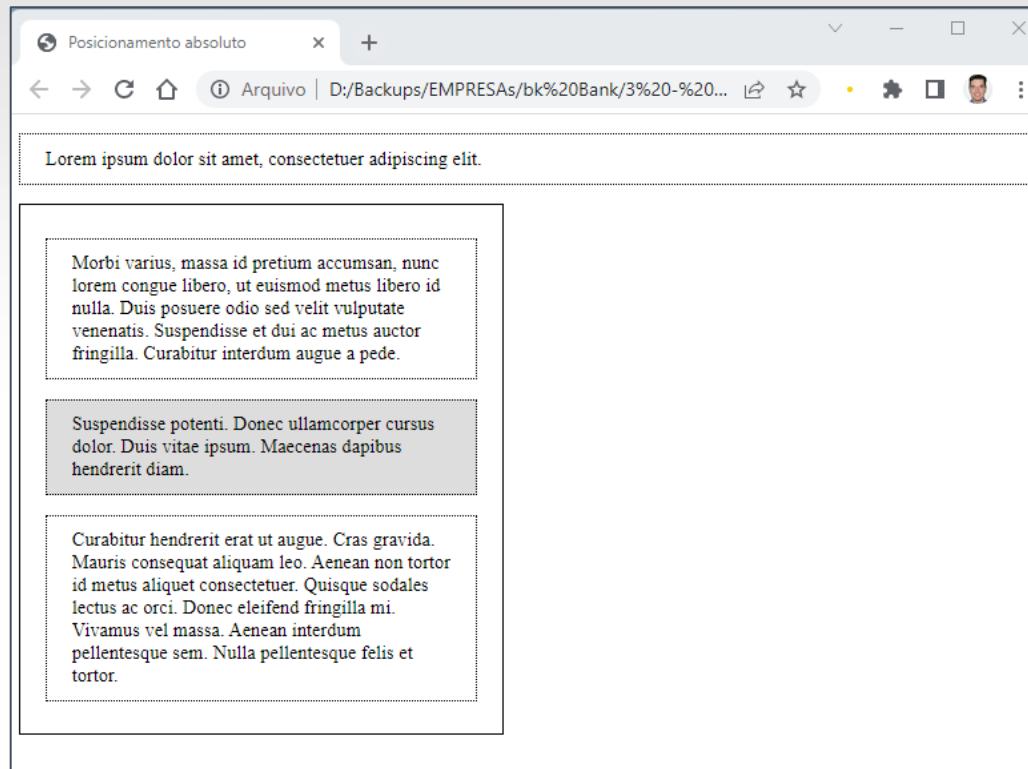 Posicionamento absoluto
Arquivo | D:/Backups/EMPRESAs/bk%20Bank/3%20-%20...
Lorem ipsum dolor sit amet, consectetuer adipiscing elit.
Morbi varius, massa id pretium accumsan, nunc
lorem congue libero, ut euismod metus libero id
nulla. Duis posuere odio sed velit vulputate
venenatis. Suspendisse et dui ac metus auctor
fringilla. Curabitur interdum augue a pede.
Suspendisse potenti. Donec ullamcorper cursus
dolor. Duis vitae ipsum. Maecenas dapibus
hendrerit diam.
Curabitur hendrerit erat ut augue. Cras gravida.
Mauris consequat aliquam leo. Aenean non tortor
id metus aliquet consectetuer. Quisque sodales
lectus ac orci. Donec eleifend fringilla mi.
Vivamus vel massa. Aenean interdum
pellentesque sem. Nulla pellentesque felis et
tortor.